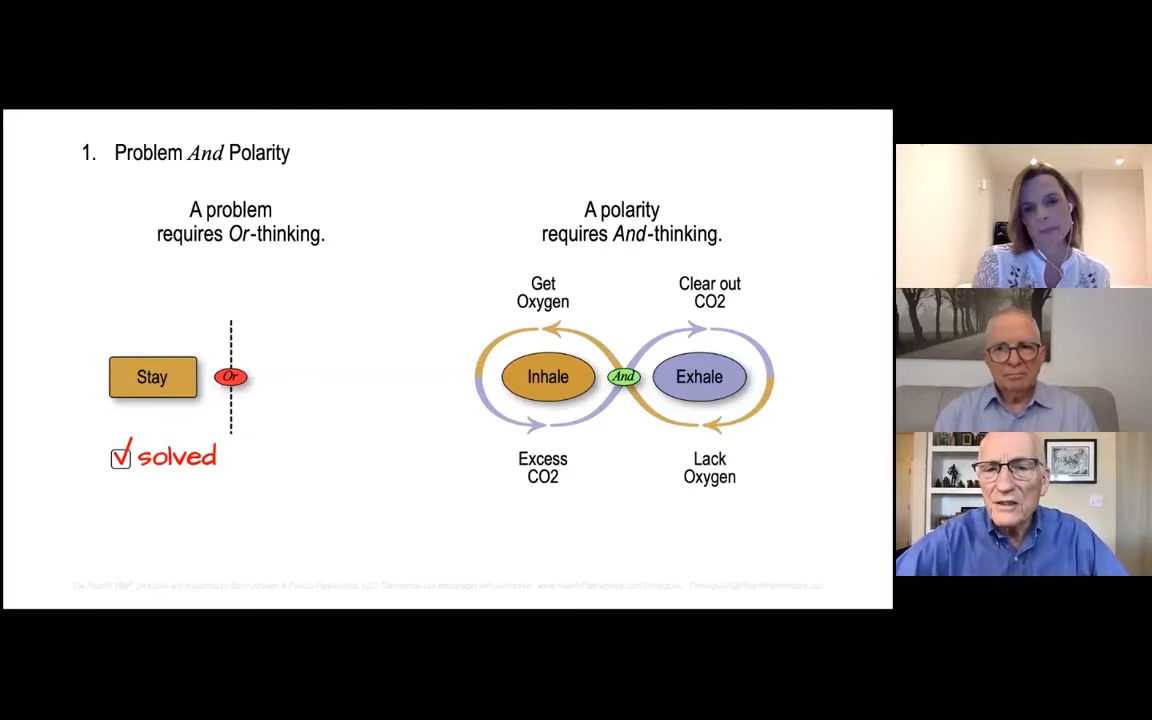 1. Problem And Polarity
A problem
requires Or-thinking.
Stay
Or
solved
A polarity
requires And-thinking.
Get
Oxygen
Clear out
CO2
Inhale
And
Exhale
Excess
CO2
Lack
Oxygen